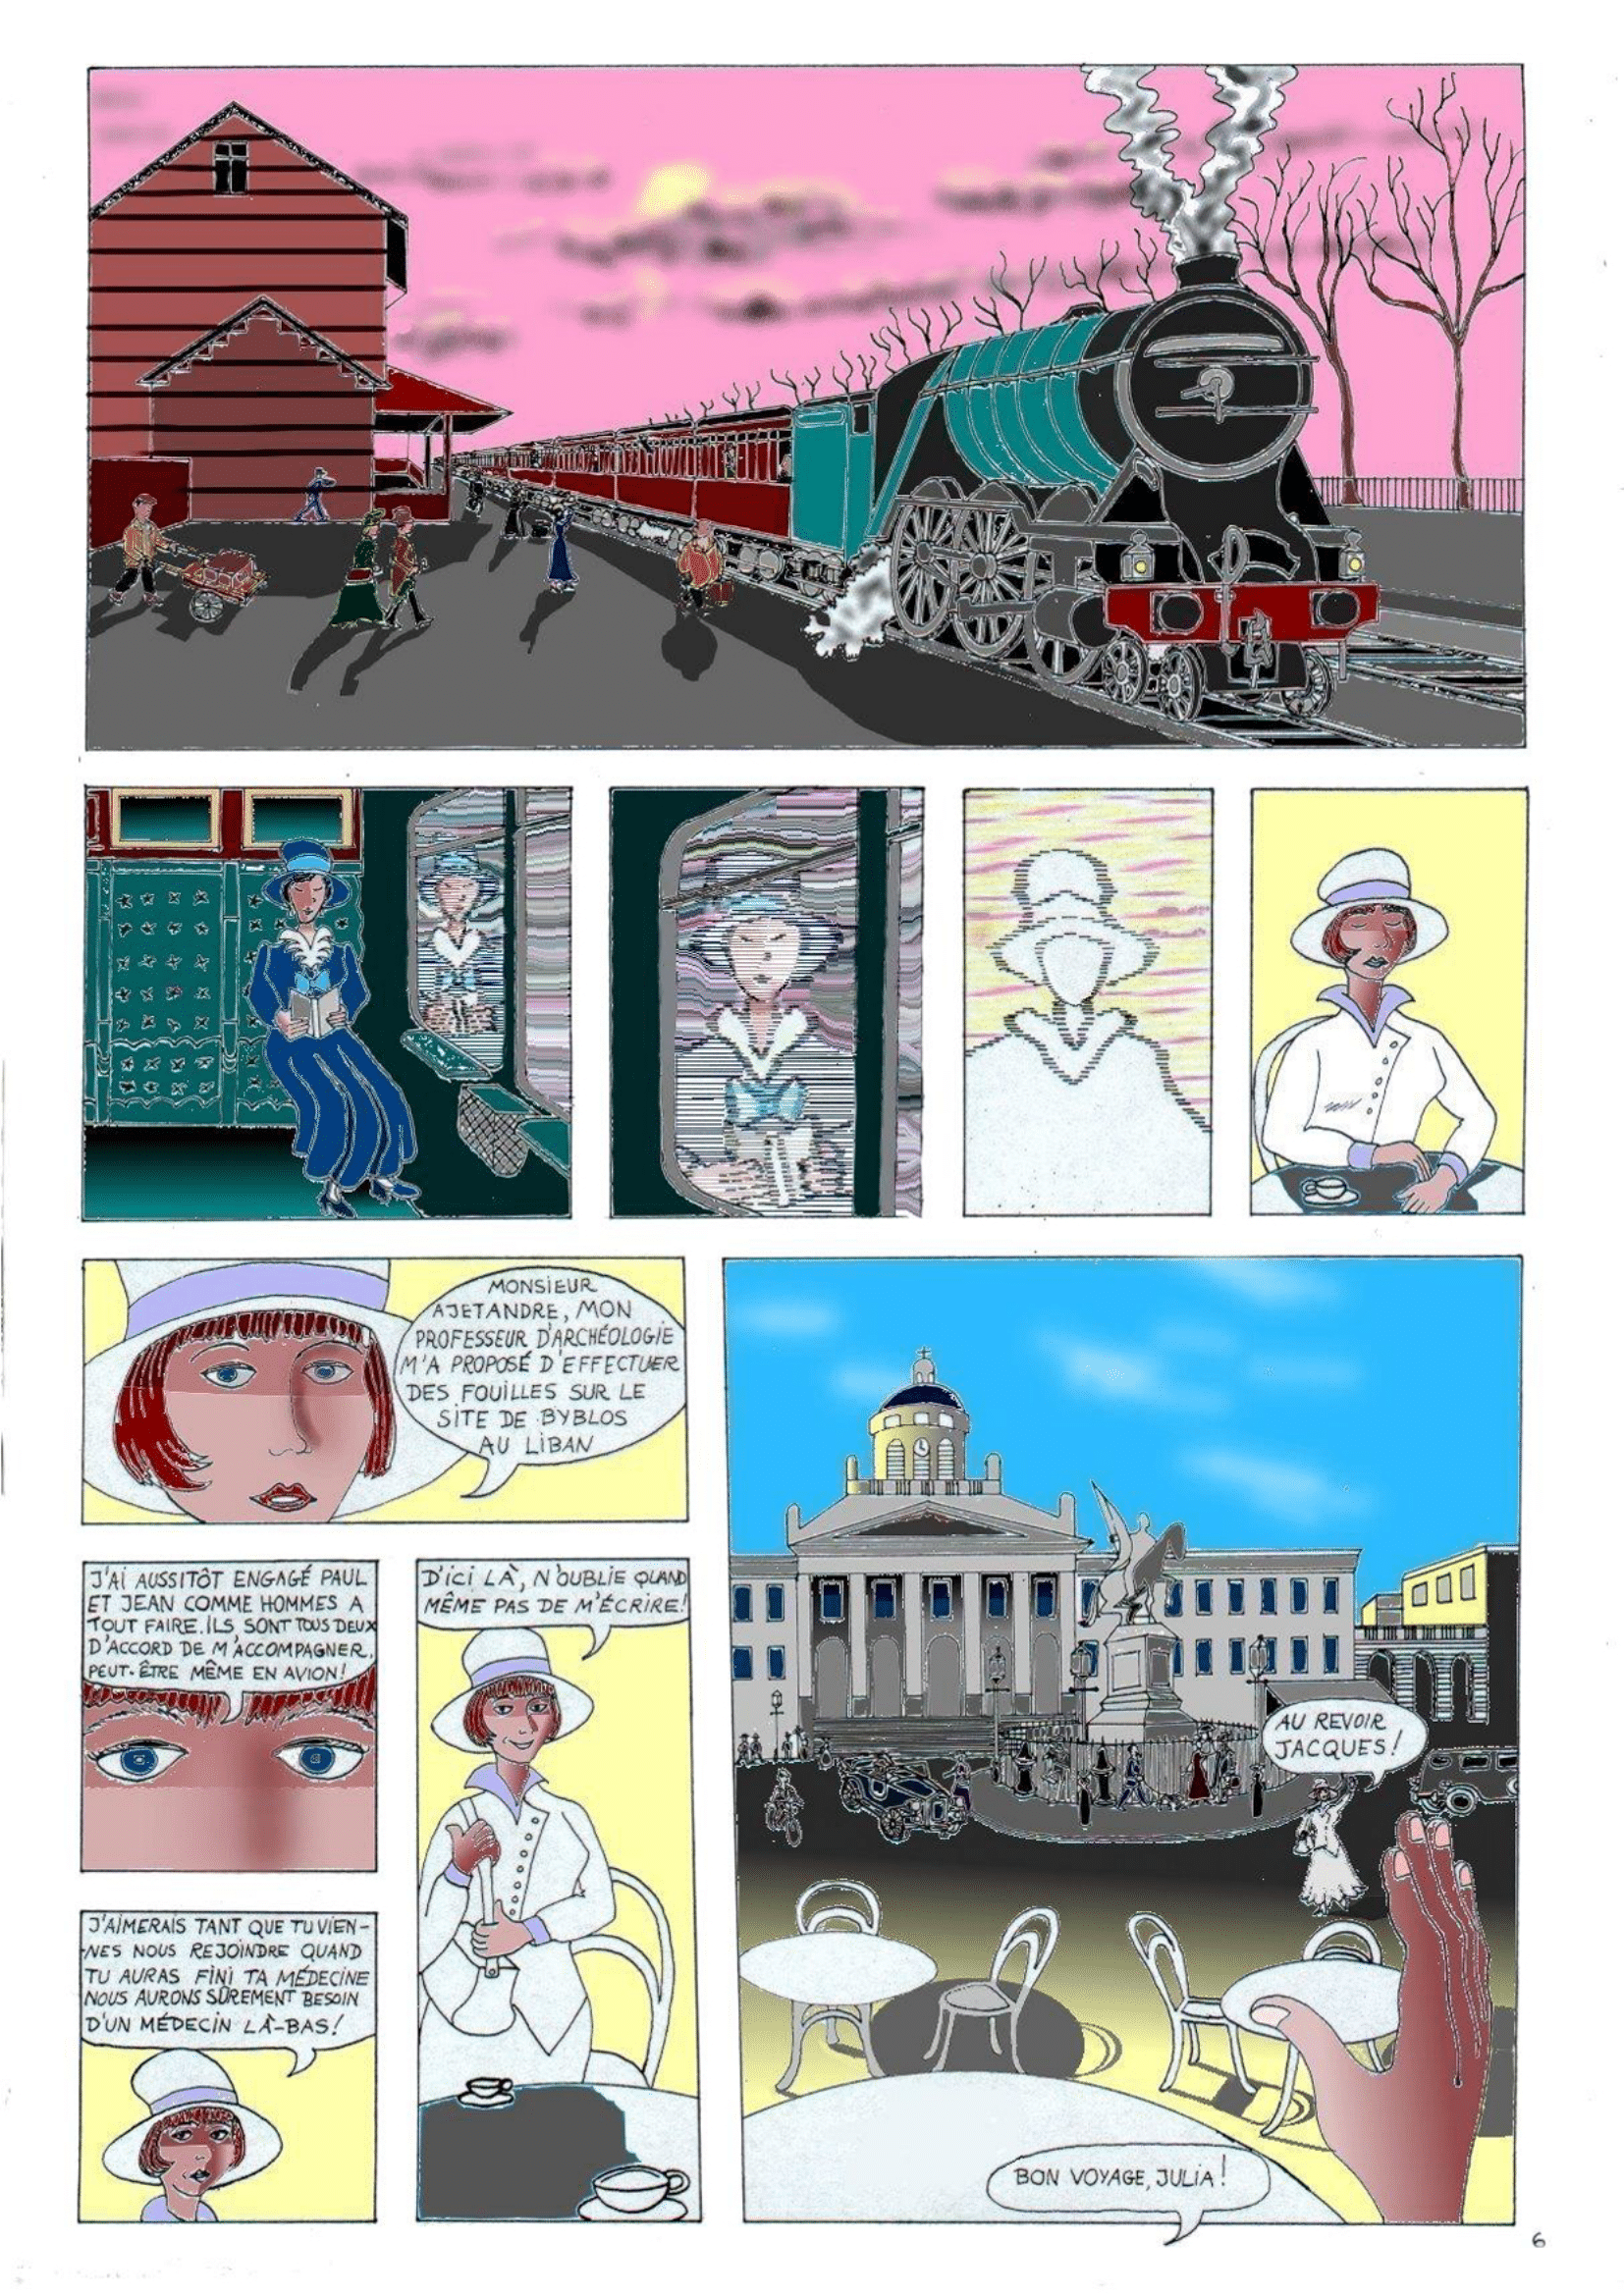 MONSIEUR
AJETANDRE, MON
PROFESSEUR D'ARCHÉOLOGIE
M'A PROPOSÉ D'EFFECTUER
DES FOUILLES SUR LE
SITE DE BYBLOS
AU LIBAN
J'AI AUSSITÔT ENGAGÉ PAUL
ET JEAN COMME HOMMES A
TOUT FAIRE. ILS SONT TOUS DEUX
D'ACCORD DE M'ACCOMPAGNER.
PEUT-ÊTRE MÊME EN AVION!
J'AIMERAIS TANT QUE TU VIEN-
NES NOUS REJOINDRE QUAND
TU AURAS FINI TA MÉDECINE
NOUS AURONS SÛREMENT BESOIN
D'UN MÉDECIN LÀ-BAS!
D'ICI LÀ, N'OUBLIE QUAND
MÊME PAS DE M'ÉCRIRE!
AU REVOIR
JACQUES!
BON VOYAGE, JULIA!
6